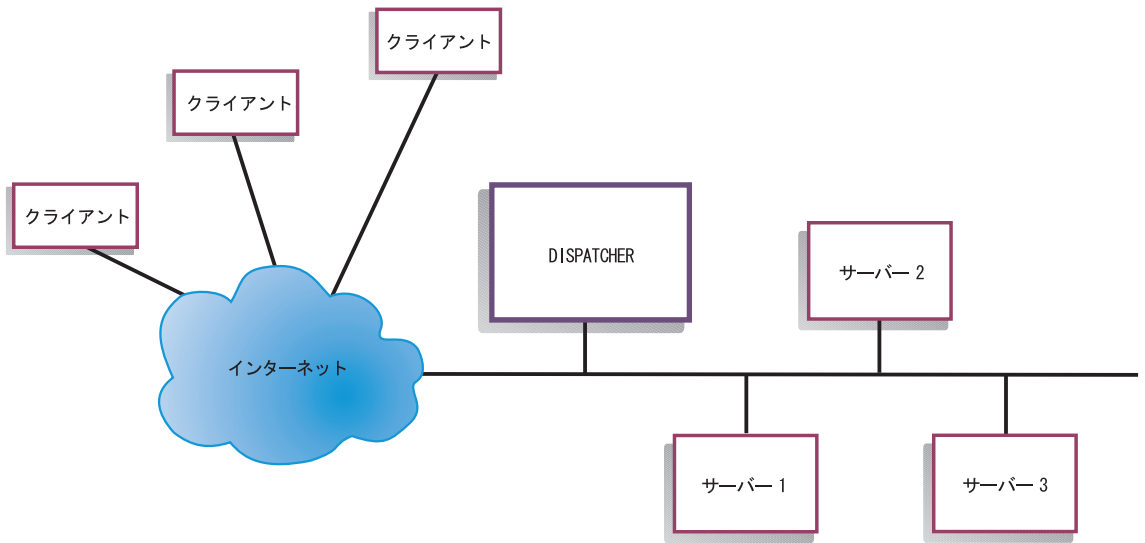 クライアント
クライアント
クライアント
DISPATCHER
サーバー 2
インターネット
サーバー 1
サーバー 3